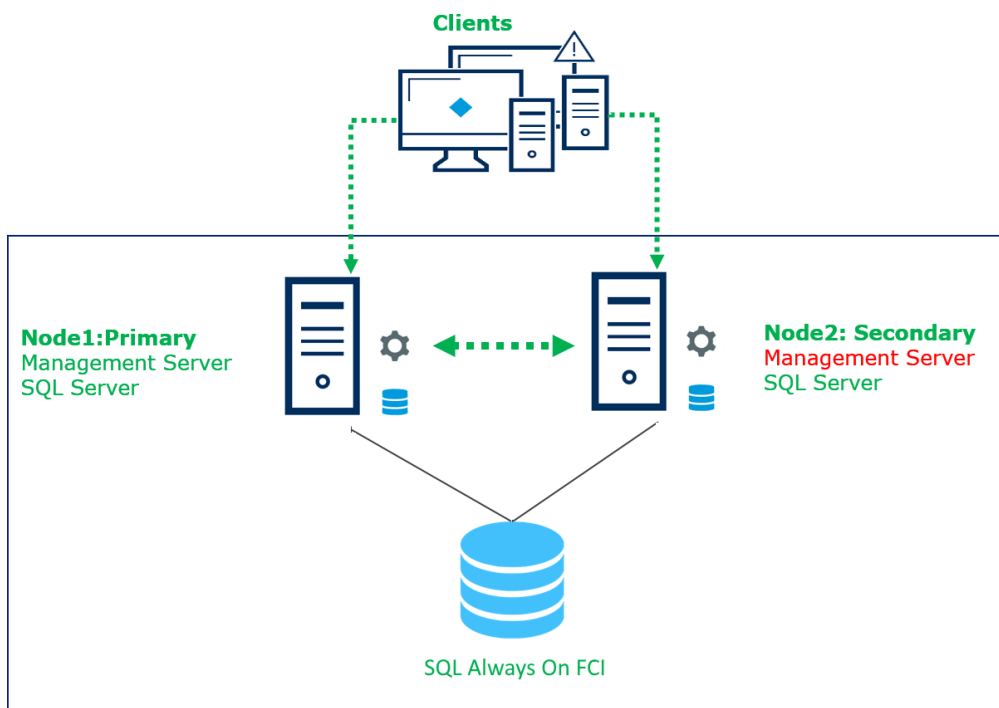 Clients
Node1:Primary
Management Server
SQL Server
Node2: Secondary
Management Server
SQL Server
SQL Always On FCI